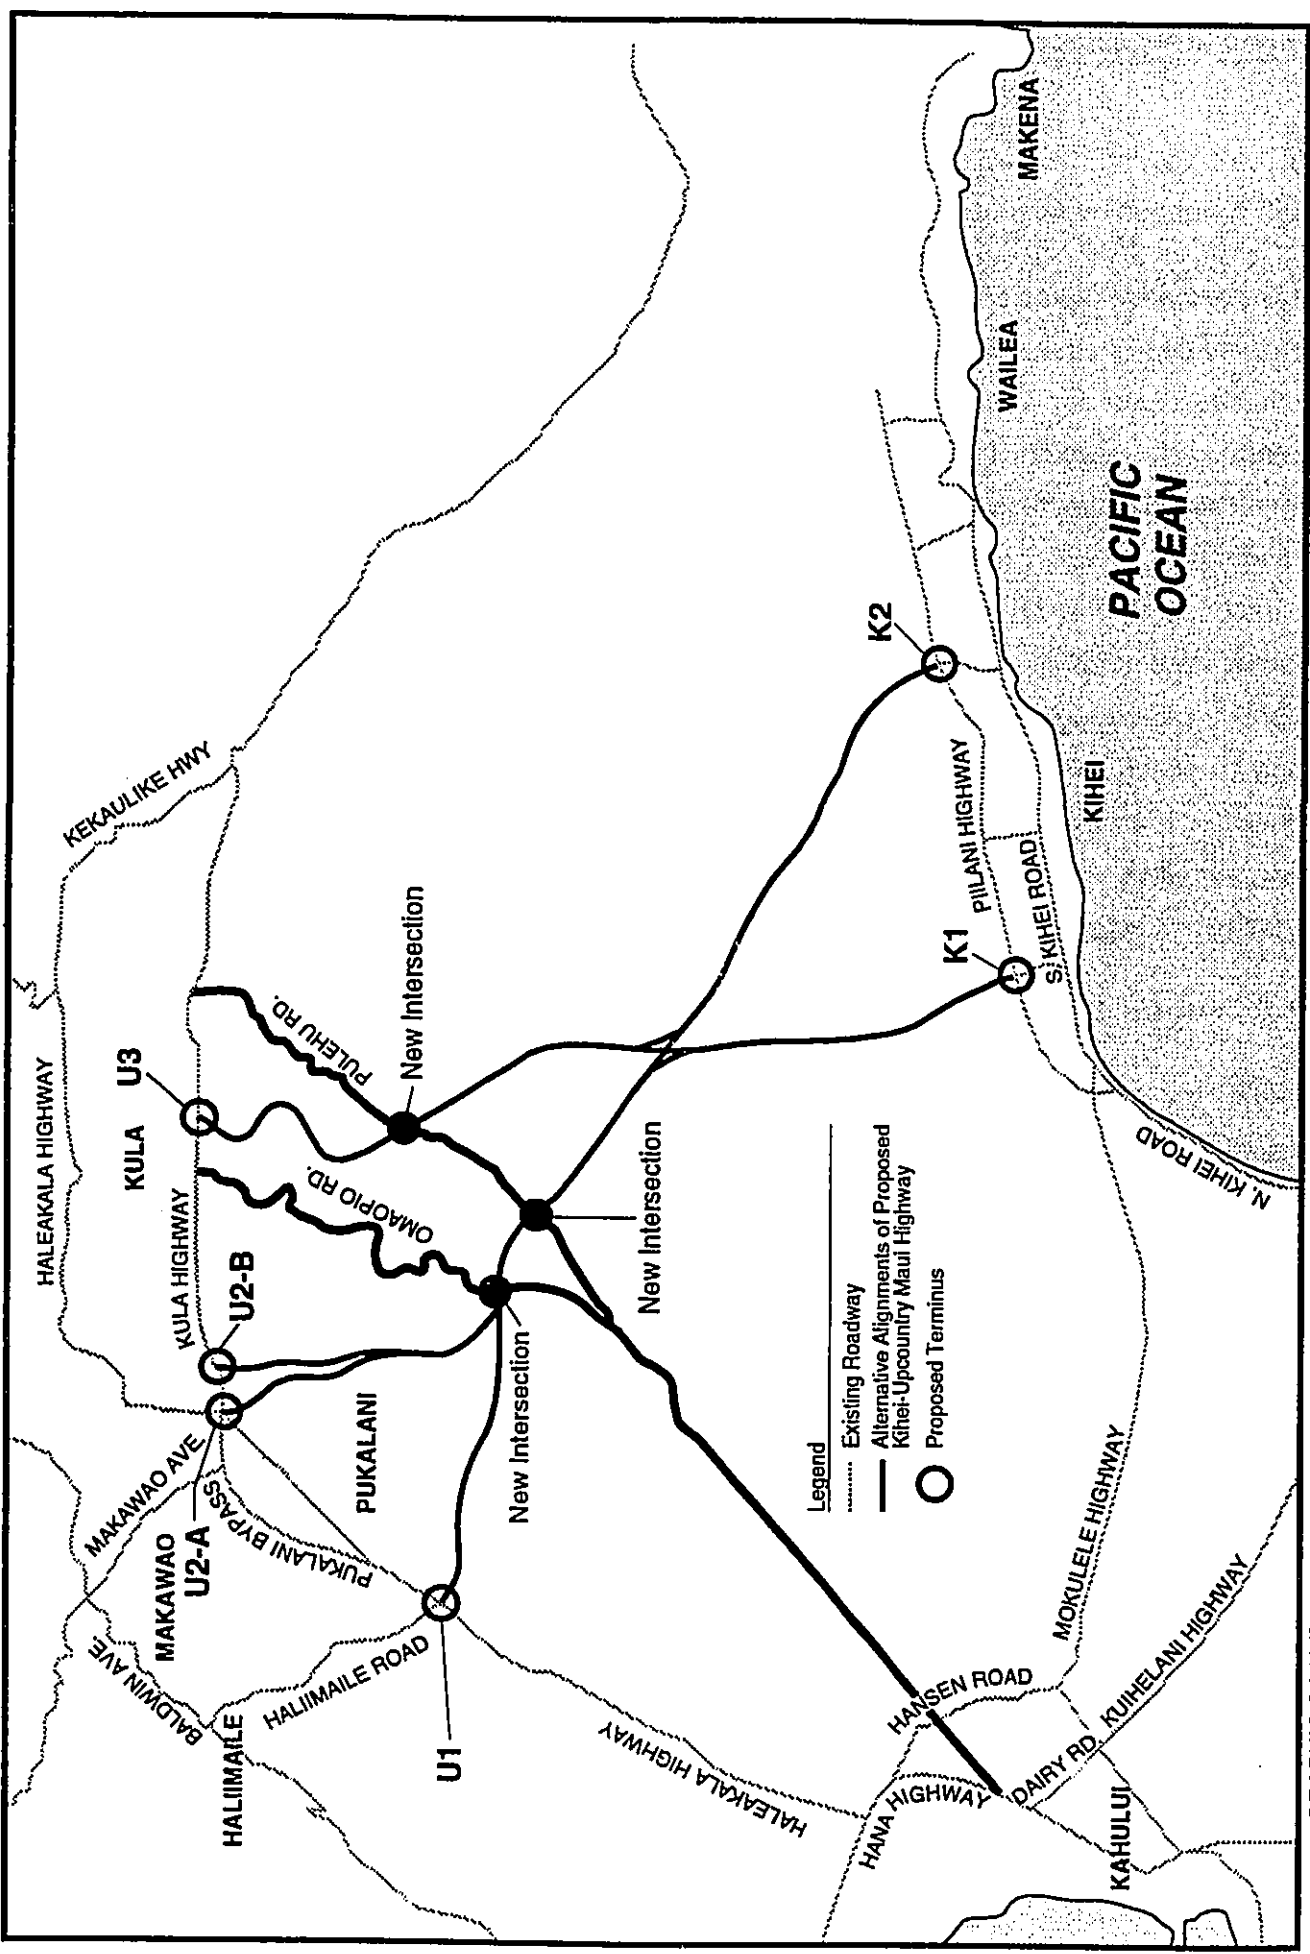 HALEAKALA HIGHWAY
KEKAULIKE HWY
KULA
U3
KULA HIGHWAY
U2-B
MAKAWAO AVE
MAKAWAO
U2-A
BALDWIN AVE
PUKALANI BYPASS
PUKALANI
HALIIMAILE
HALIIMAILE ROAD
U1
PULEHU RD.
OMAOPIO RD.
New Intersection
New Intersection
New Intersection
HALEAKALA HIGHWAY
HANA HIGHWAY
HANSEN ROAD
DAIRY RD.
KUIHELANI HIGHWAY
MOKULELE HIGHWAY
KAHULUI
K2
K1
PIILANI HIGHWAY
S. KIHEI ROAD
N. KIHEI ROAD
KIHEI
WAILEA
MAKENA
PACIFIC
OCEAN
Legend
Existing Roadway
Alternative Alignments of Proposed
Kihei-Upcountry Maui Highway
Proposed Terminus